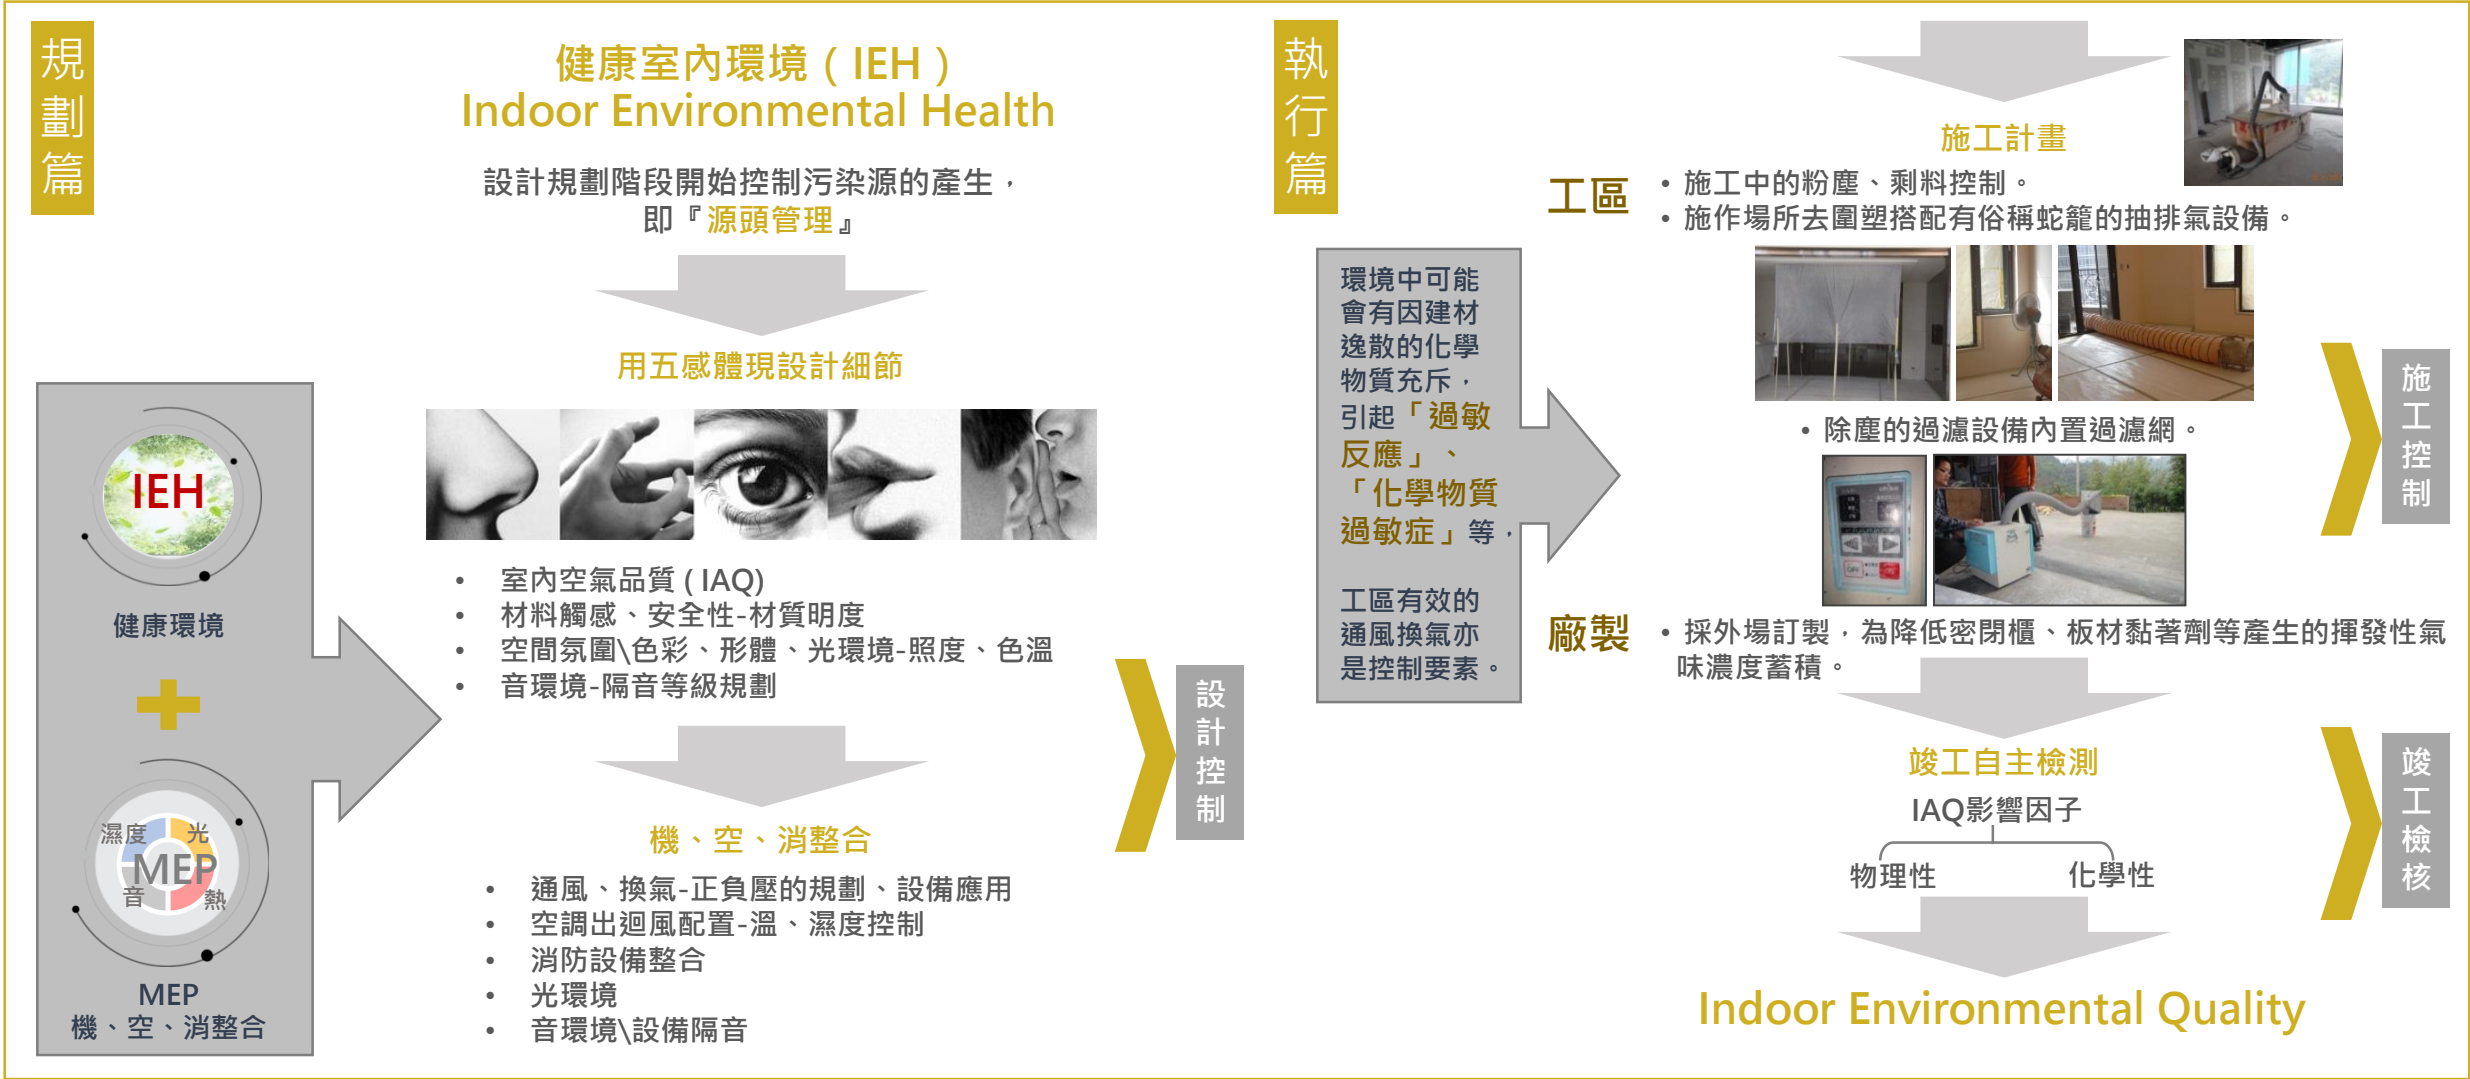 規劃篇
健康室內環境（IEH）
Indoor Environmental Health
設計規劃階段開始控制污染源的產生，
即『源頭管理』
用五感體現設計細節
IEH
健康環境
濕度
光
MEP
音
熱
MEP
機、空、消整合
• 室內空氣品質 ( IAQ)
• 材料觸感、安全性-材質明度
• 空間氛圍\色彩、形體、光環境-照度、色溫
• 音環境-隔音等級規劃
機、空、消整合
• 通風、換氣-正負壓的規劃、設備應用
• 空調出迴風配置-溫、濕度控制
• 消防設備整合
• 光環境
• 音環境\設備隔音
設計控制
執行篇
環境中可能
會有因建材
逸散的化學
物質充斥，
引起「過敏
反應」、
「化學物質
過敏症」等，
工區有效的
通風換氣亦
是控制要素。
施工計畫
工區
• 施工中的粉塵、剩料控制。
• 施作場所去圍塑搭配有俗稱蛇籠的抽排氣設備。
• 除塵的過濾設備內置過濾網。
OFF
廠製
• 採外場訂製，為降低密閉櫃、板材黏著劑等產生的揮發性氣
味濃度蓄積。
施工控制
竣工自主檢測
IAQ影響因子
物理性
化學性
竣工檢核
Indoor Environmental Quality